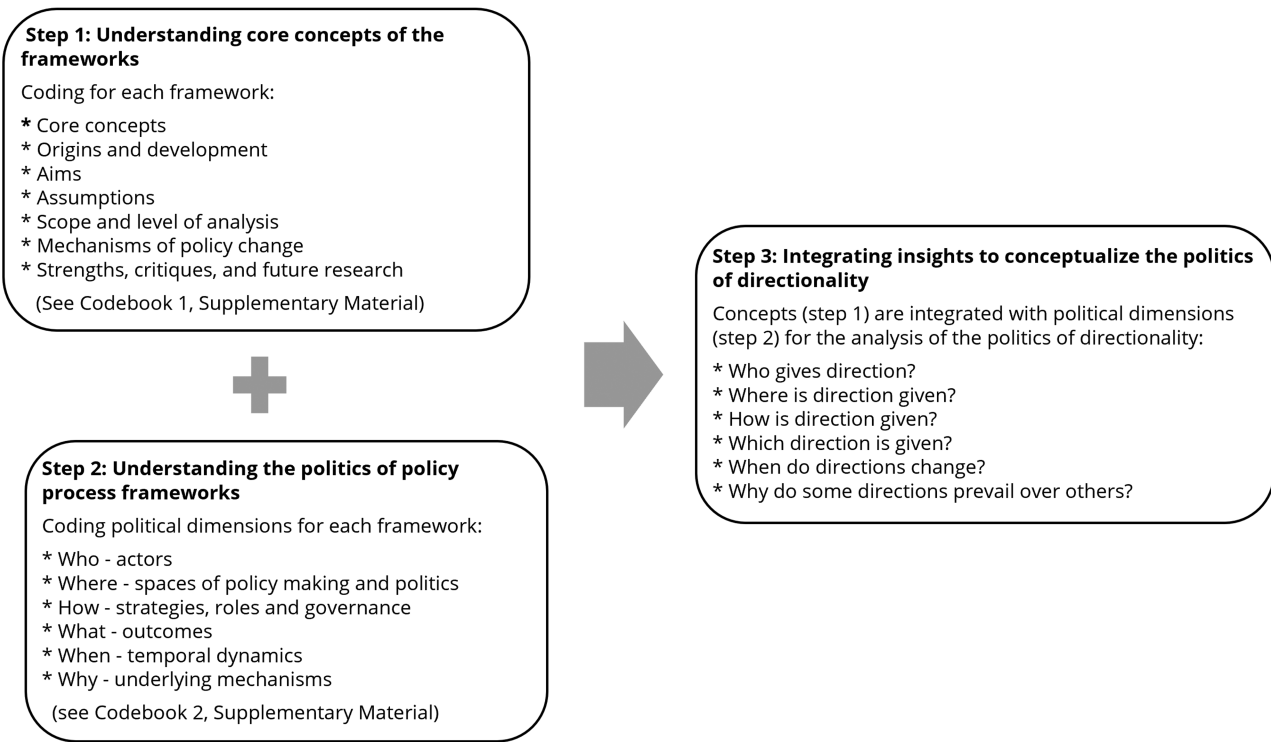 Step 1: Understanding core concepts of the
frameworks
Coding for each framework:
* Core concepts
* Origins and development
* Aims
* Assumptions
* Scope and level of analysis
* Mechanisms of policy change
* Strengths, critiques, and future research
(See Codebook 1, Supplementary Material)
Step 2: Understanding the politics of policy
process frameworks
Coding political dimensions for each framework:
* Who - actors
* Where - spaces of policy making and politics
* How - strategies, roles and governance
* What - outcomes
* When - temporal dynamics
* Why - underlying mechanisms
(see Codebook 2, Supplementary Material)
Step 3: Integrating insights to conceptualize the politics
of directionality
Concepts (step 1) are integrated with political dimensions
(step 2) for the analysis of the politics of directionality:
* Who gives direction?
* Where is direction given?
* How is direction given?
* Which direction is given?
* When do directions change?
* Why do some directions prevail over others?